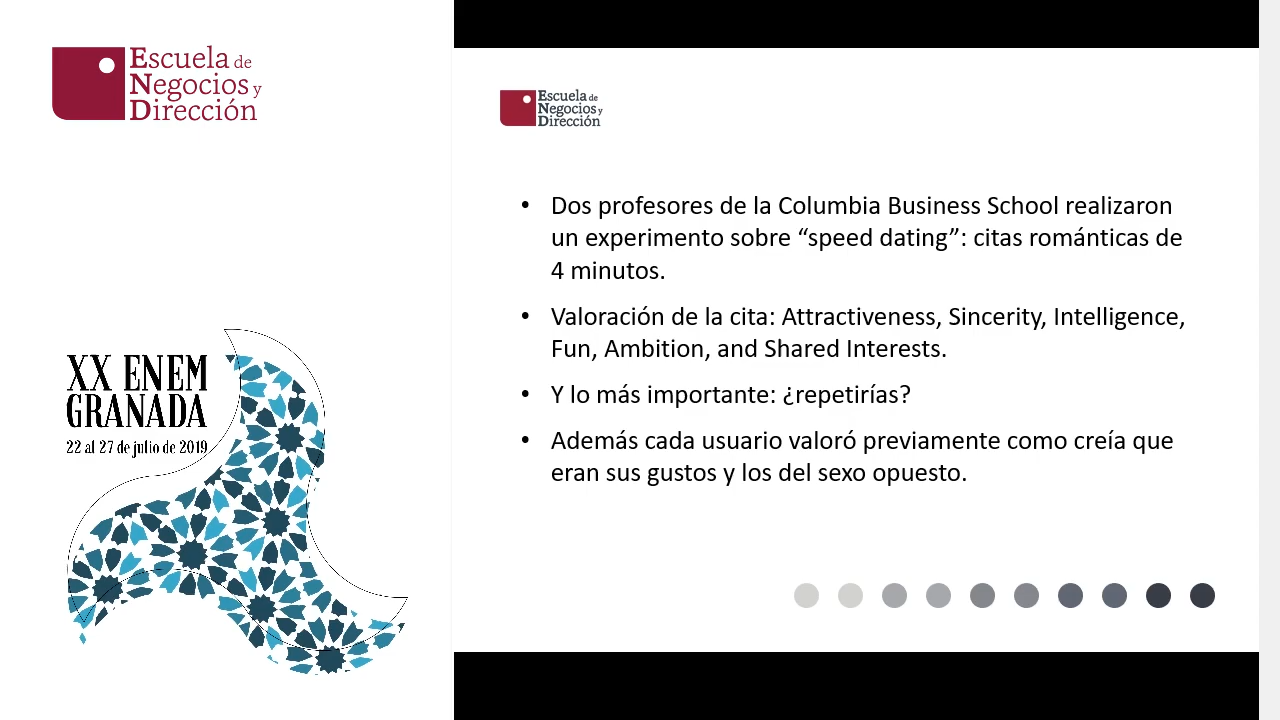 Escuela de
Negocios y
Dirección
XX ENEM
GRANADA
22 al 27 de julio de 2019
Escuela de
Negocios y
Dirección
• Dos profesores de la Columbia Business School realizaron
un experimento sobre “speed dating”: citas románticas de
4 minutos.
• Valoración de la cita: Attractiveness, Sincerity, Intelligence,
Fun, Ambition, and Shared Interests.
• Y lo más importante: ¿repetirías?
• Además cada usuario valoró previamente como creía que
eran sus gustos y los del sexo opuesto.